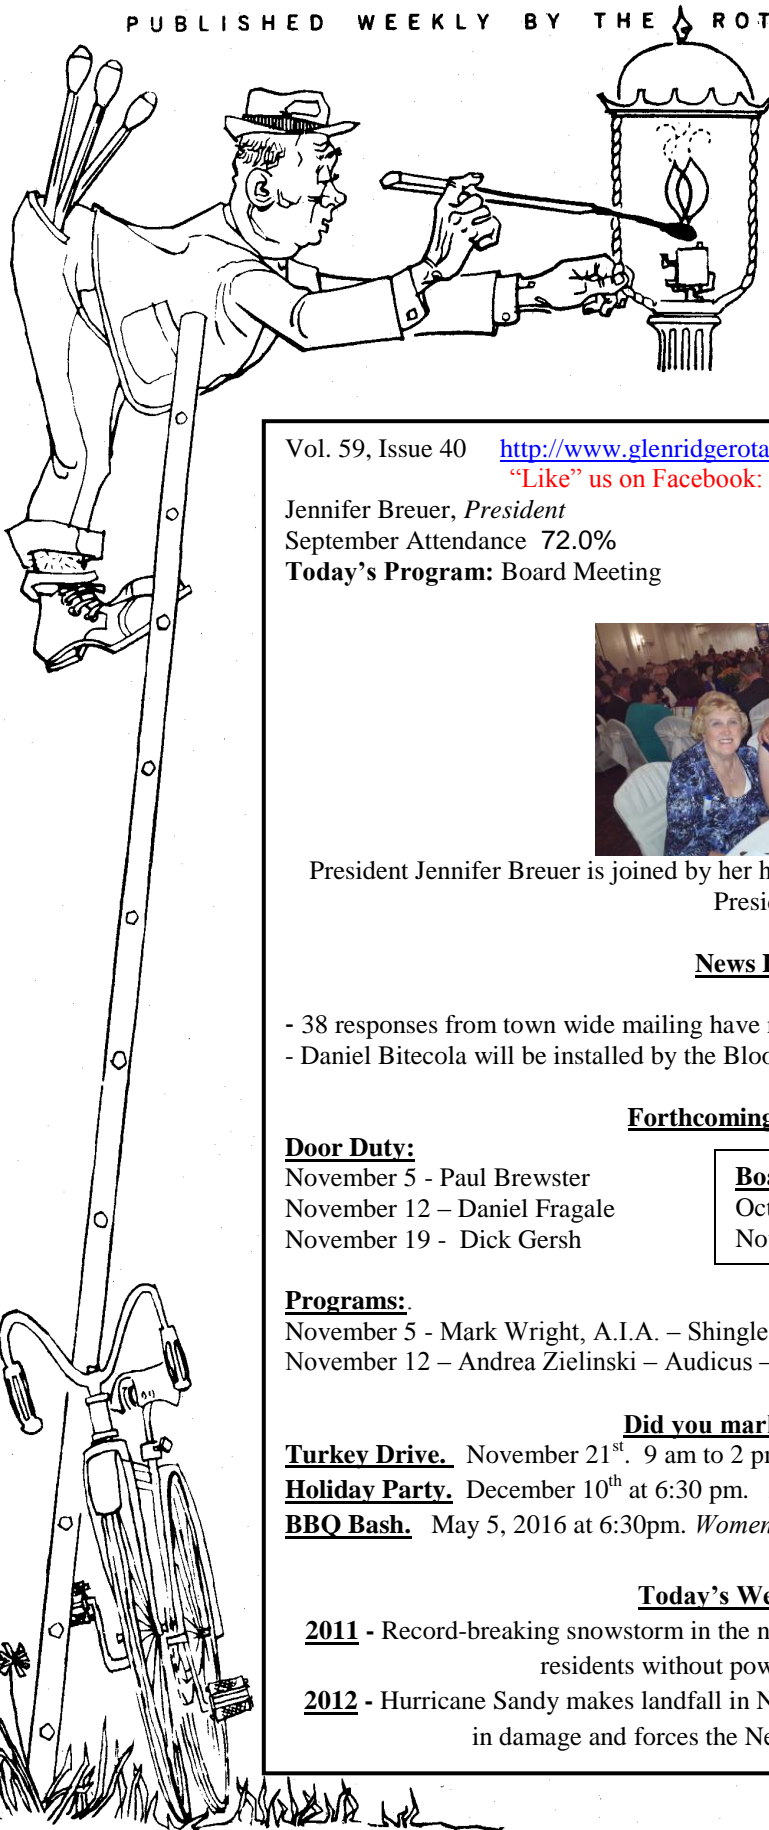 PUBLISHED WEEKLY BY THE ROT
Vol. 59, Issue 40 http://www.glenridgerota
“Like” us on Facebook:
Jennifer Breuer, President
September Attendance 72.0%
Today’s Program: Board Meeting
President Jennifer Breuer is joined by her h
Presi
News
- 38 responses from town wide mailing have
- Daniel Bitecola will be installed by the Bloo
Forthcoming
Door Duty:
November 5 - Paul Brewster
November 12 – Daniel Fragale
November 19 - Dick Gersh
Boa
Oct
No
Programs:.
November 5 - Mark Wright, A.I.A. – Shingle
November 12 – Andrea Zielinski – Audicus –
Did you mar
Turkey Drive. November 21st. 9 am to 2 p
Holiday Party. December 10th at 6:30 pm.
BBQ Bash. May 5, 2016 at 6:30pm. Women
Today’s We
2011 - Record-breaking snowstorm in the n
residents without pow
2012 - Hurricane Sandy makes landfall in N
in damage and forces the Ne